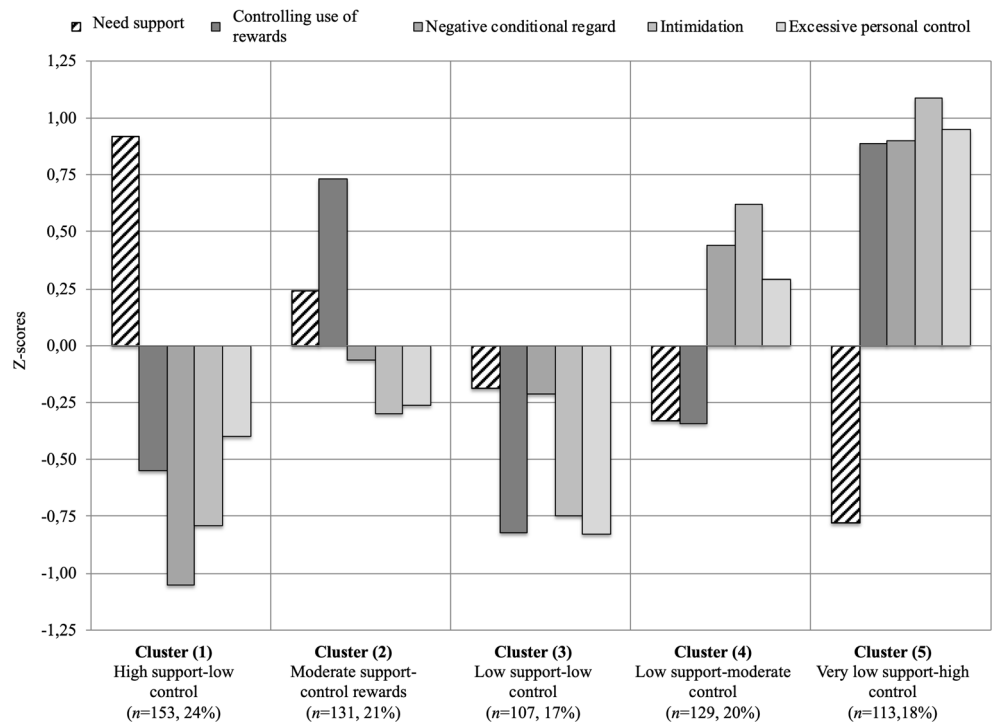 Need support
Controlling use of
rewards
Negative conditional regard
Intimidation
Excessive personal control
1,25
1,00
0,75
0,50
0,25
0,00
-0,25
-0,50
-0,75
-1,00
-1,25
Z-scores
Cluster (1)
High support-low
control
(n=153, 24%)
Cluster (2)
Moderate support-
control rewards
(n=131, 21%)
Cluster (3)
Low support-low
control
(n=107, 17%)
Cluster (4)
Low support-moderate
control
(n=129, 20%)
Cluster (5)
Very low support-high
control
(n=113,18%)